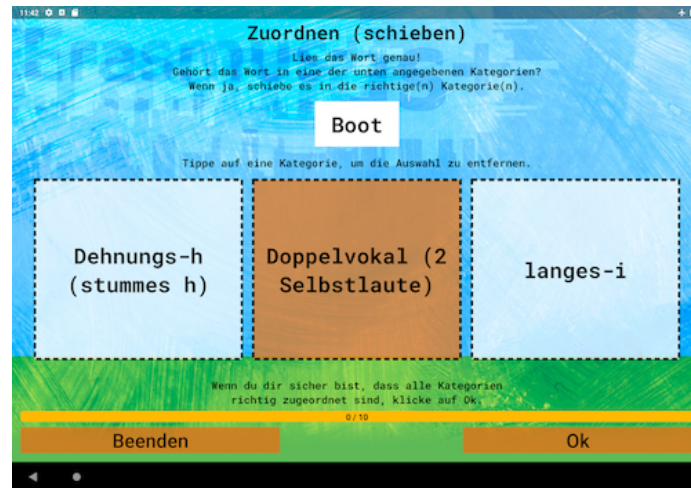 11:42
Zuordnen (schieben)
Lies das Wort genau!
Gehört das Wort in eine der unten angegebenen Kategorien?
Wenn ja, schiebe es in die richtige(n) Kategorie(n).
Boot
Tippe auf eine Kategorie, um die Auswahl zu entfernen.
Dehnungs-h
(stummes h)
Doppelvokal (2
Selbstlaute)
langes-i
Wenn du dir sicher bist, dass alle Kategorien
richtig zugeordnet sind, klicke auf Ok.
0/10
Beenden
Ok